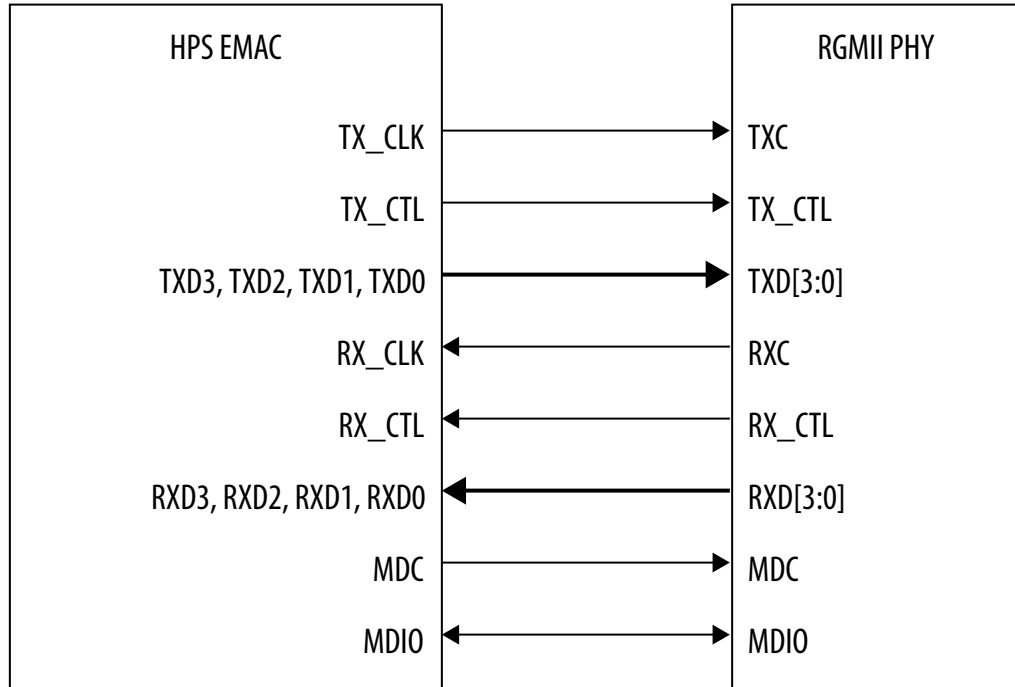 HPS EMAC
RGMII PHY
TX_CLK
TXC
TX_CTL
TX_CTL
TXD3, TXD2, TXD1, TXD0
TXD[3:0]
RX_CLK
RXC
RX_CTL
RX_CTL
RXD3, RXD2, RXD1, RXD0
RXD[3:0]
MDC
MDC
MDIO
MDIO